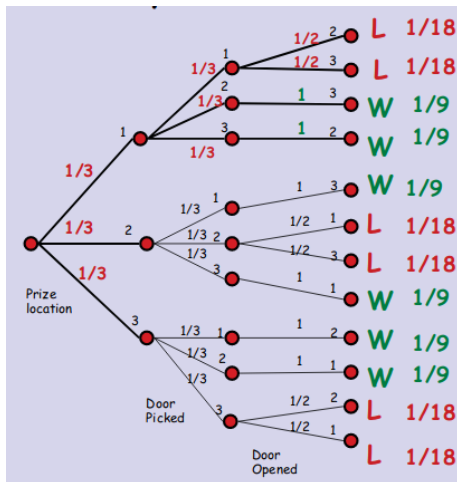 1/2 2 L 1/18
1 1/2 3 L 1/18
1/3
2 1 3 W 1/9
1/3
1 3 1 2 W 1/9
1/3
1/3
1 3 W 1/9
1/3 1
1/3 2 1/3 2 1/2 1 L 1/18
1/3 1/2 3 L 1/18
1/3 3 1 1 W 1/9
Prize
location
3 1/3 1 1 2 W 1/9
1/3 2 1 1 W 1/9
1/3
Door
Picked
3 1/2 2 L 1/18
1/2 1
Door
Opened
L 1/18